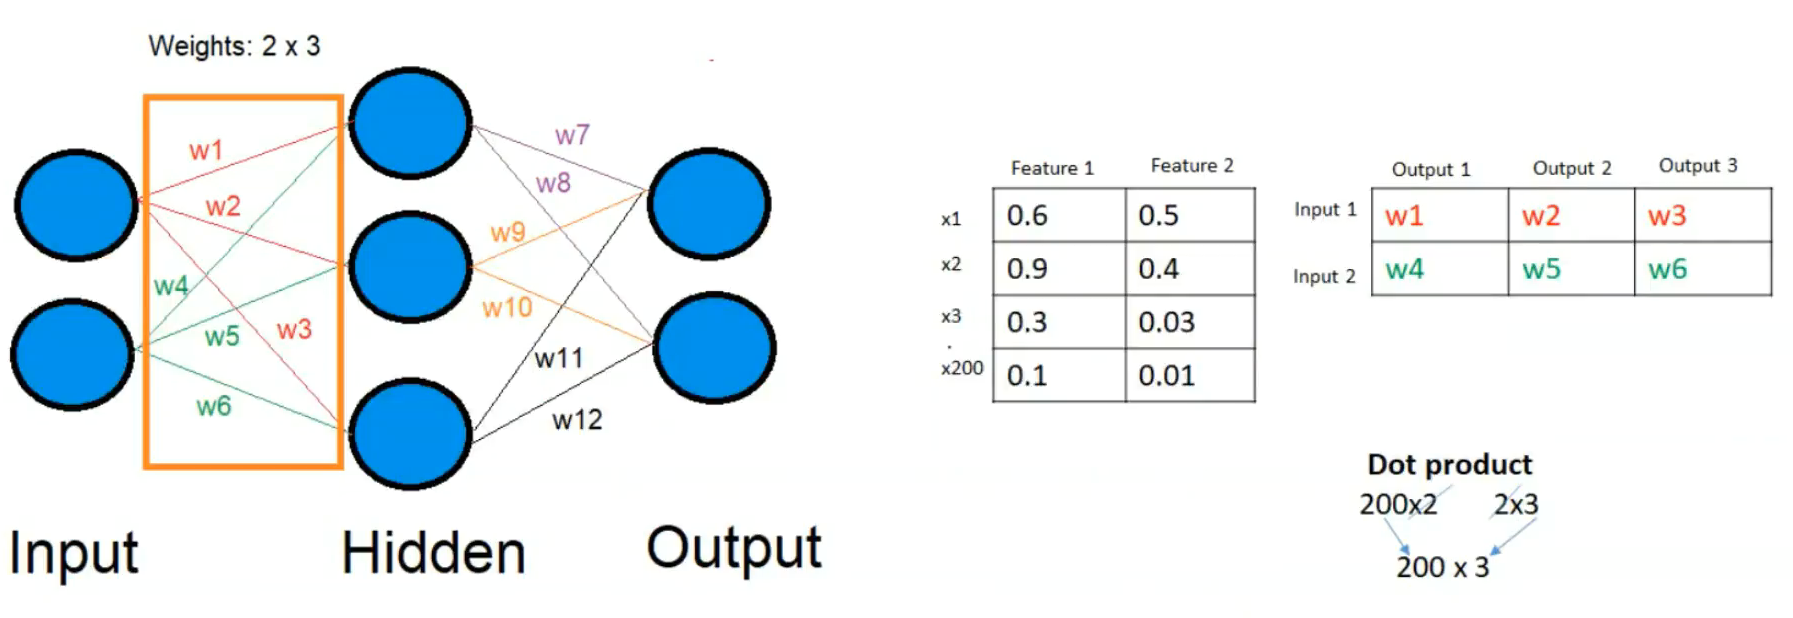 Weights: 2 x 3
w1
w2
w4
w5
w3
w6
w7
w8
w9
w10
w11
w12
Input
Hidden
Output
Feature 1 Feature 2
x1 0.6 0.5
x2 0.9 0.4
x3 0.3 0.03
.
x200 0.1 0.01
Output 1 Output 2 Output 3
Input 1 w1 w2 w3
Input 2 w4 w5 w6
Dot product
200x2 2x3
200 x 3